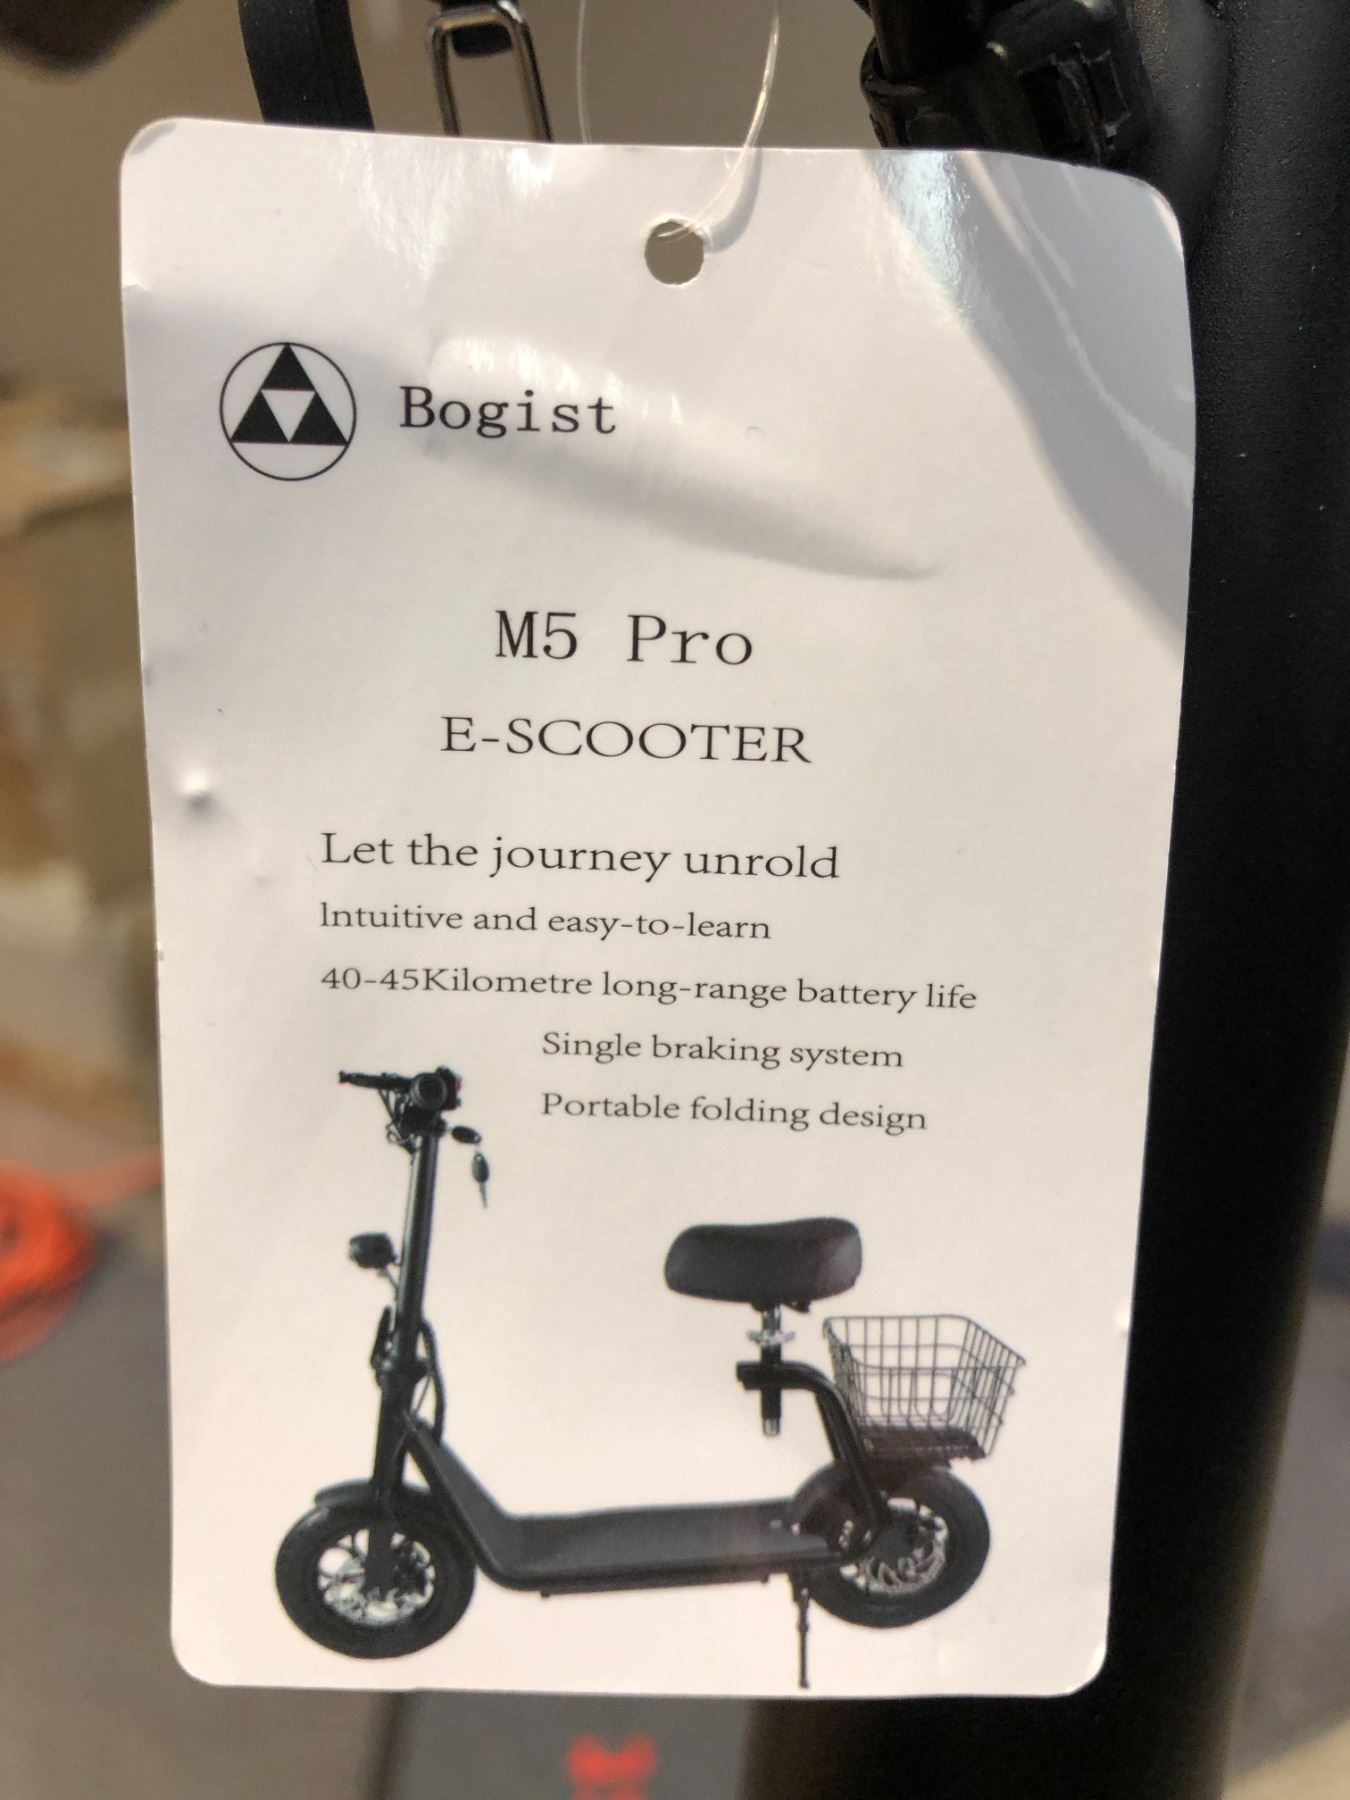 Bogist
M5 Pro
E-SCOOTER
Let the journey unrold
Intuitive and easy-to-learn
40-45Kilometre long-range battery life
Single braking system
Portable folding design